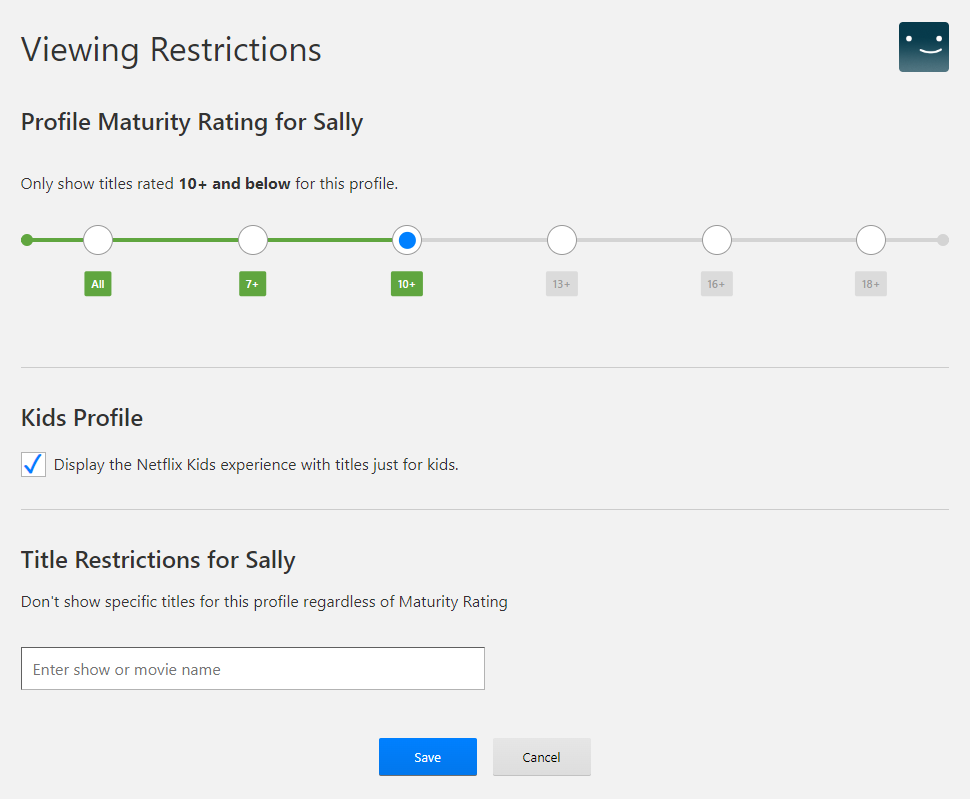 Viewing Restrictions
Profile Maturity Rating for Sally
Only show titles rated 10+ and below for this profile.
All 7+ 10+ 13+ 16+ 18+
Kids Profile
Display the Netflix Kids experience with titles just for kids.
Title Restrictions for Sally
Don't show specific titles for this profile regardless of Maturity Rating
Enter show or movie name
Save Cancel